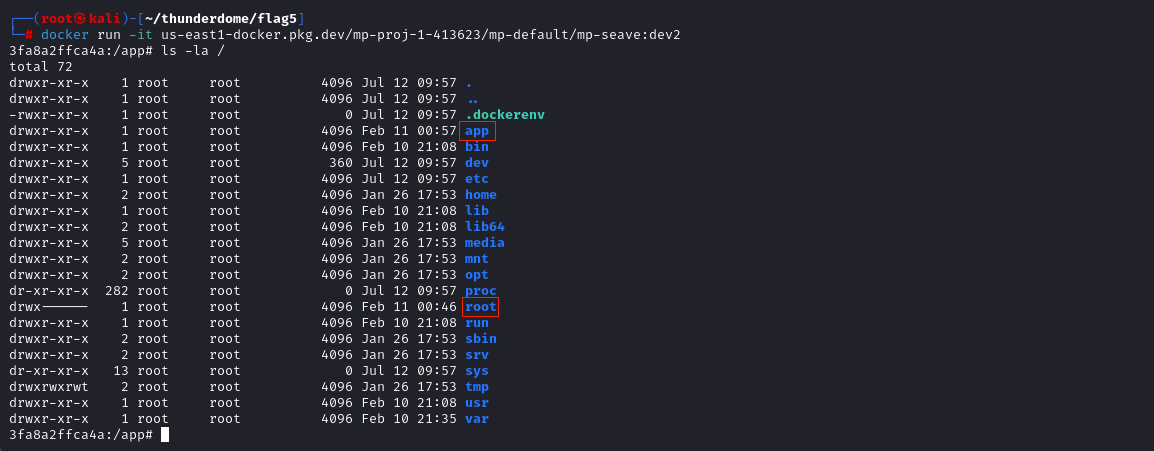 ┌──(root㉿kali)-[~/thunderdome/flag5]
└─# docker run -it us-east1-docker.pkg.dev/mp-proj-1-413623/mp-default/mp-seave:dev2
3fa8a2ffca4a:/app# ls -la /
total 72
drwxr-xr-x    1 root     root          4096 Jul 12 09:57 .
drwxr-xr-x    1 root     root          4096 Jul 12 09:57 ..
-rwxr-xr-x    1 root     root             0 Jul 12 09:57 .dockerenv
drwxr-xr-x    1 root     root          4096 Feb 11 00:57 app
drwxr-xr-x    1 root     root          4096 Feb 10 21:08 bin
drwxr-xr-x    5 root     root           360 Jul 12 09:57 dev
drwxr-xr-x    1 root     root          4096 Jul 12 09:57 etc
drwxr-xr-x    2 root     root          4096 Jan 26 17:53 home
drwxr-xr-x    1 root     root          4096 Feb 10 21:08 lib
drwxr-xr-x    2 root     root          4096 Feb 10 21:08 lib64
drwxr-xr-x    5 root     root          4096 Jan 26 17:53 media
drwxr-xr-x    2 root     root          4096 Jan 26 17:53 mnt
drwxr-xr-x    2 root     root          4096 Jan 26 17:53 opt
dr-xr-xr-x  282 root     root             0 Jul 12 09:57 proc
drwx------    1 root     root          4096 Feb 11 00:46 root
drwxr-xr-x    1 root     root          4096 Feb 10 21:08 run
drwxr-xr-x    2 root     root          4096 Jan 26 17:53 sbin
drwxr-xr-x    2 root     root          4096 Jan 26 17:53 srv
dr-xr-xr-x   13 root     root             0 Jul 12 09:57 sys
drwxrwxrwt    2 root     root          4096 Jan 26 17:53 tmp
drwxr-xr-x    1 root     root          4096 Feb 10 21:08 usr
drwxr-xr-x    1 root     root          4096 Feb 10 21:35 var
3fa8a2ffca4a:/app#